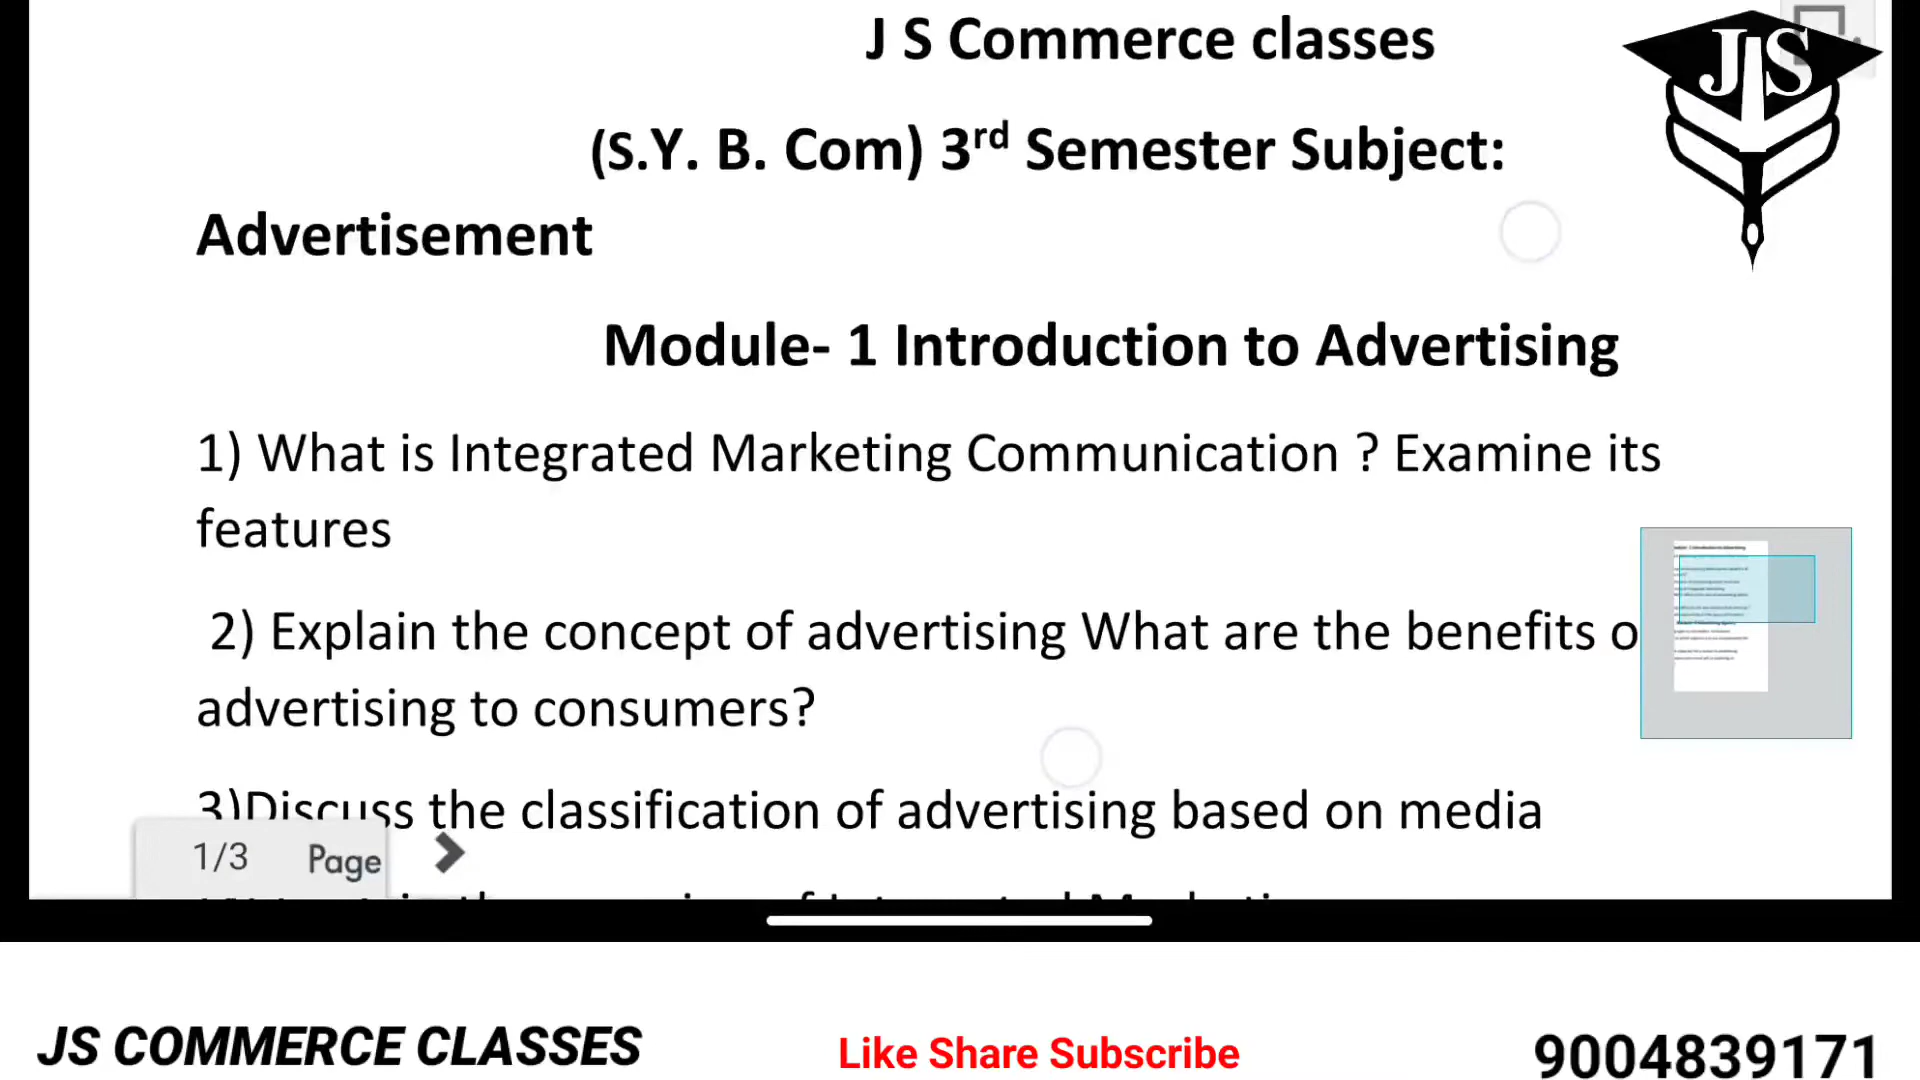 J S Commerce classes
JS
(S.Y. B. Com) 3rd Semester Subject:
Advertisement
Module- 1 Introduction to Advertising
1) What is Integrated Marketing Communication ? Examine its
features
2) Explain the concept of advertising What are the benefits o
advertising to consumers?
3)Discuss the classification of advertising based on media
1/3 Page
JS COMMERCE CLASSES
Like Share Subscribe
9004839171